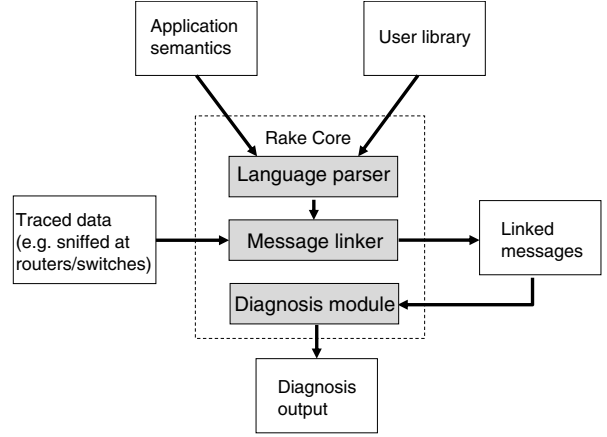 Application
semantics
User library
Rake Core
Language parser
Traced data
(e.g. sniffed at
routers/switches)
Message linker
Linked
messages
Diagnosis module
Diagnosis
output